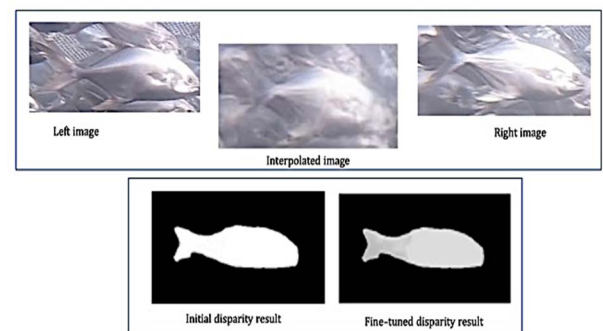 Left image
Interpolated image
Right image
Initial disparity result
Fine-tuned disparity result